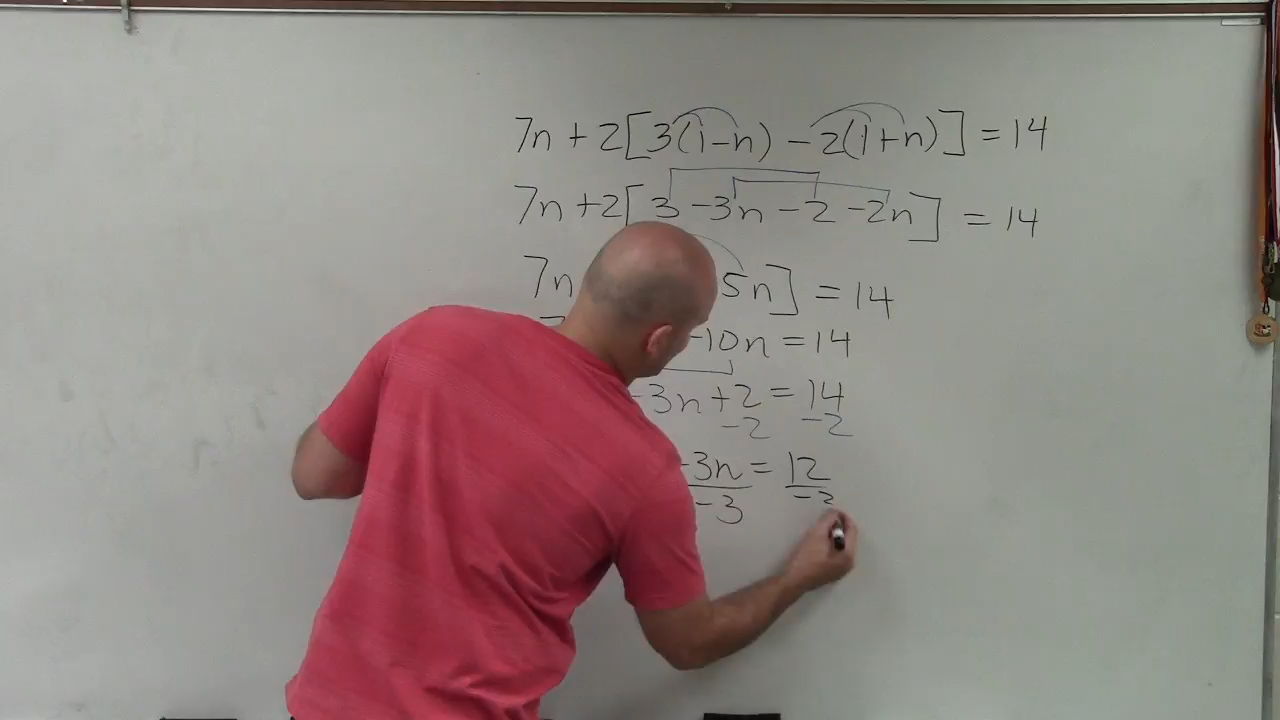 7n + 2[3(1-n) - 2(1+n)] = 14
7n + 2[3 - 3n - 2 - 2n] = 14
7n 5n] = 14
-10n = 14
-3n + 2 = 14
-2 -2
-3n = 12
-3 -3